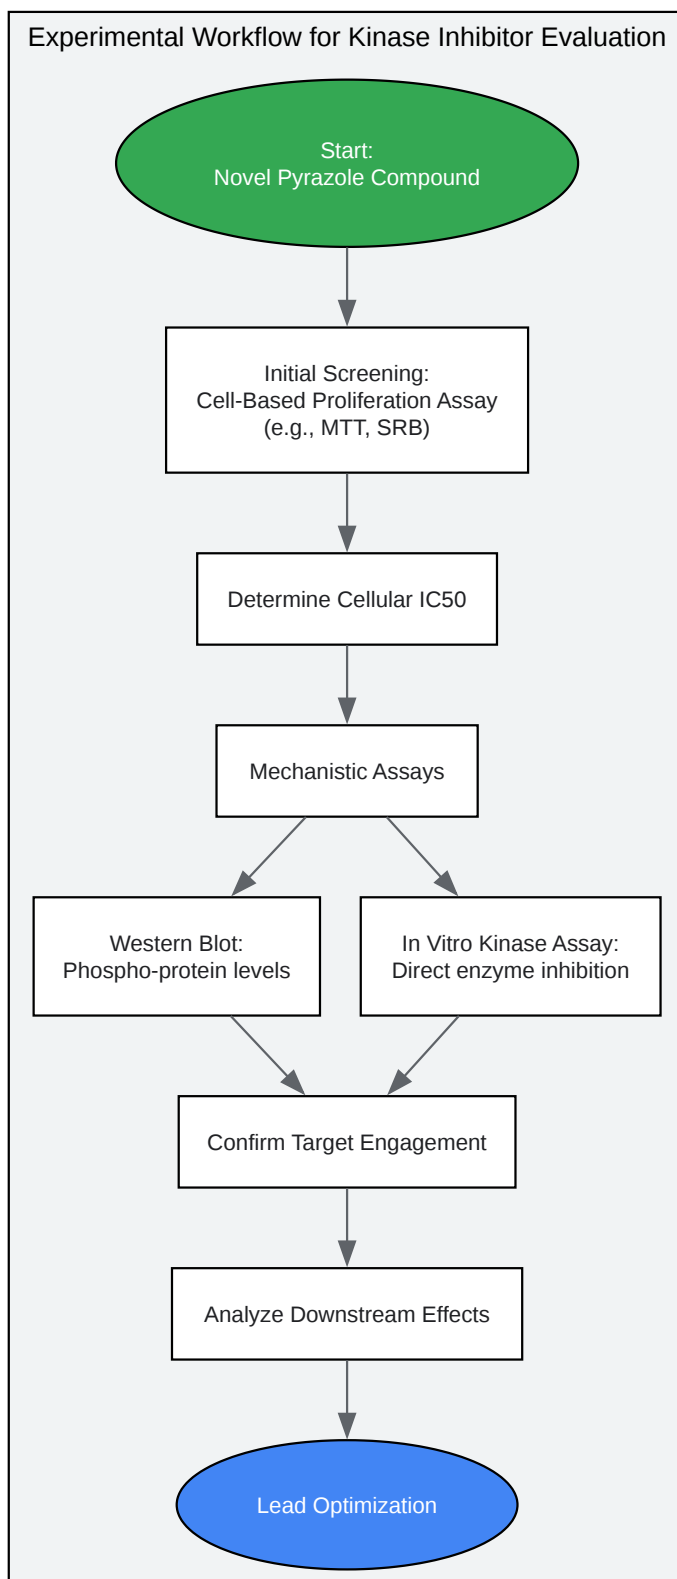 Experimental Workflow for Kinase Inhibitor Evaluation
Start:
Novel Pyrazole Compound
Initial Screening:
Cell-Based Proliferation Assay
(e.g., MTT, SRB)
Determine Cellular IC50
Mechanistic Assays
Western Blot:
Phospho-protein levels
In Vitro Kinase Assay:
Direct enzyme inhibition
Confirm Target Engagement
Analyze Downstream Effects
Lead Optimization